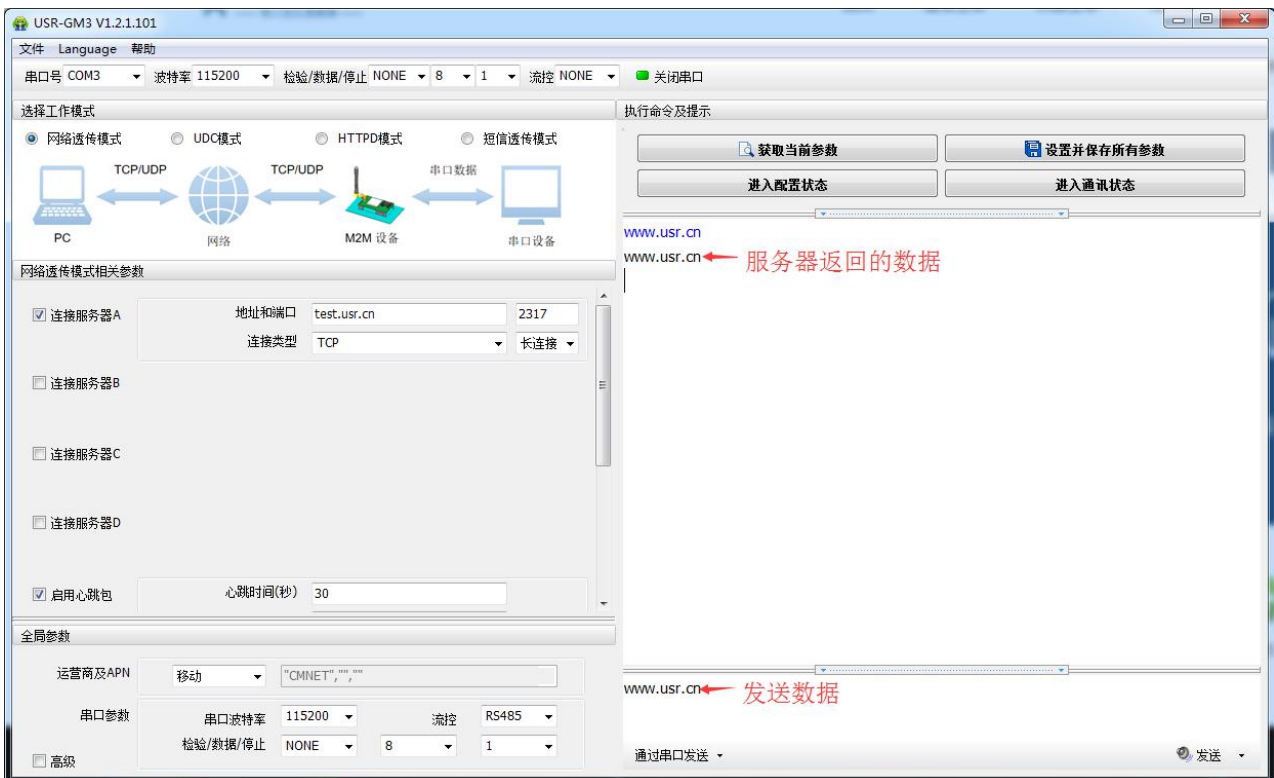 USR-GM3 V1.2.1.101
文件 Language 帮助
串口号 COM3 波特率 115200 检验/数据/停止 NONE 8 1 流控 NONE 关闭串口
选择工作模式
网络透传模式 UDC模式 HTTPD模式 短信透传模式
TCP/UDP TCP/UDP 串口数据
PC 网络 M2M 设备 串口设备
网络透传模式相关参数
连接服务器A 地址和端口 test.usr.cn 2317
连接类型 TCP 长连接
连接服务器B
连接服务器C
连接服务器D
启用心跳包 心跳时间(秒) 30
全局参数
运营商及APN 移动 "CMNET","",""
串口参数 串口波特率 115200 流控 RS485
检验/数据/停止 NONE 8 1
高级
执行命令及提示
获取当前参数 设置并保存所有参数
进入配置状态 进入通讯状态
www.usr.cn
www.usr.cn 服务器返回的数据
www.usr.cn 发送数据
通过串口发送 发送